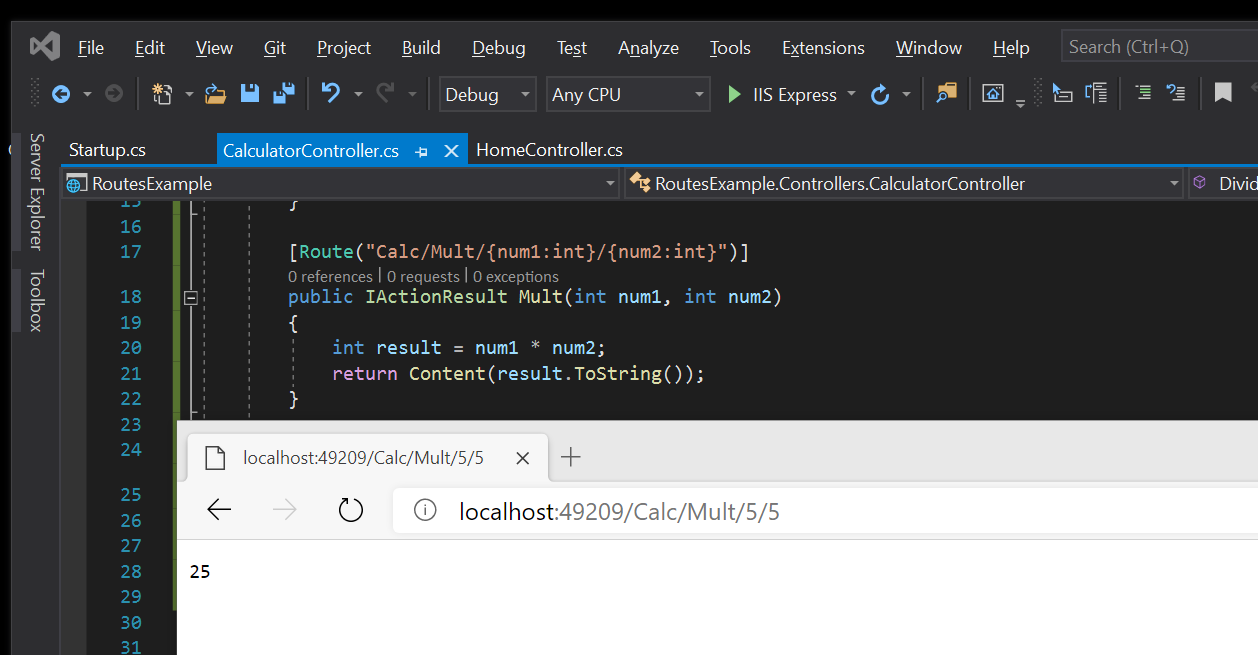 File Edit View Git Project Build Debug Test Analyze Tools Extensions Window Help Search (Ctrl+Q)
Debug Any CPU IIS Express
Server Explorer
Toolbox
Startup.cs CalculatorController.cs HomeController.cs
RoutesExample RoutesExample.Controllers.CalculatorController
15 }
16
17 [Route("Calc/Mult/{num1:int}/{num2:int}")]
0 references | 0 requests | 0 exceptions
18 public IActionResult Mult(int num1, int num2)
19 {
20 int result = num1 * num2;
21 return Content(result.ToString());
22 }
23
24
25
26
27
28
29
30
31
localhost:49209/Calc/Mult/5/5
localhost:49209/Calc/Mult/5/5
25